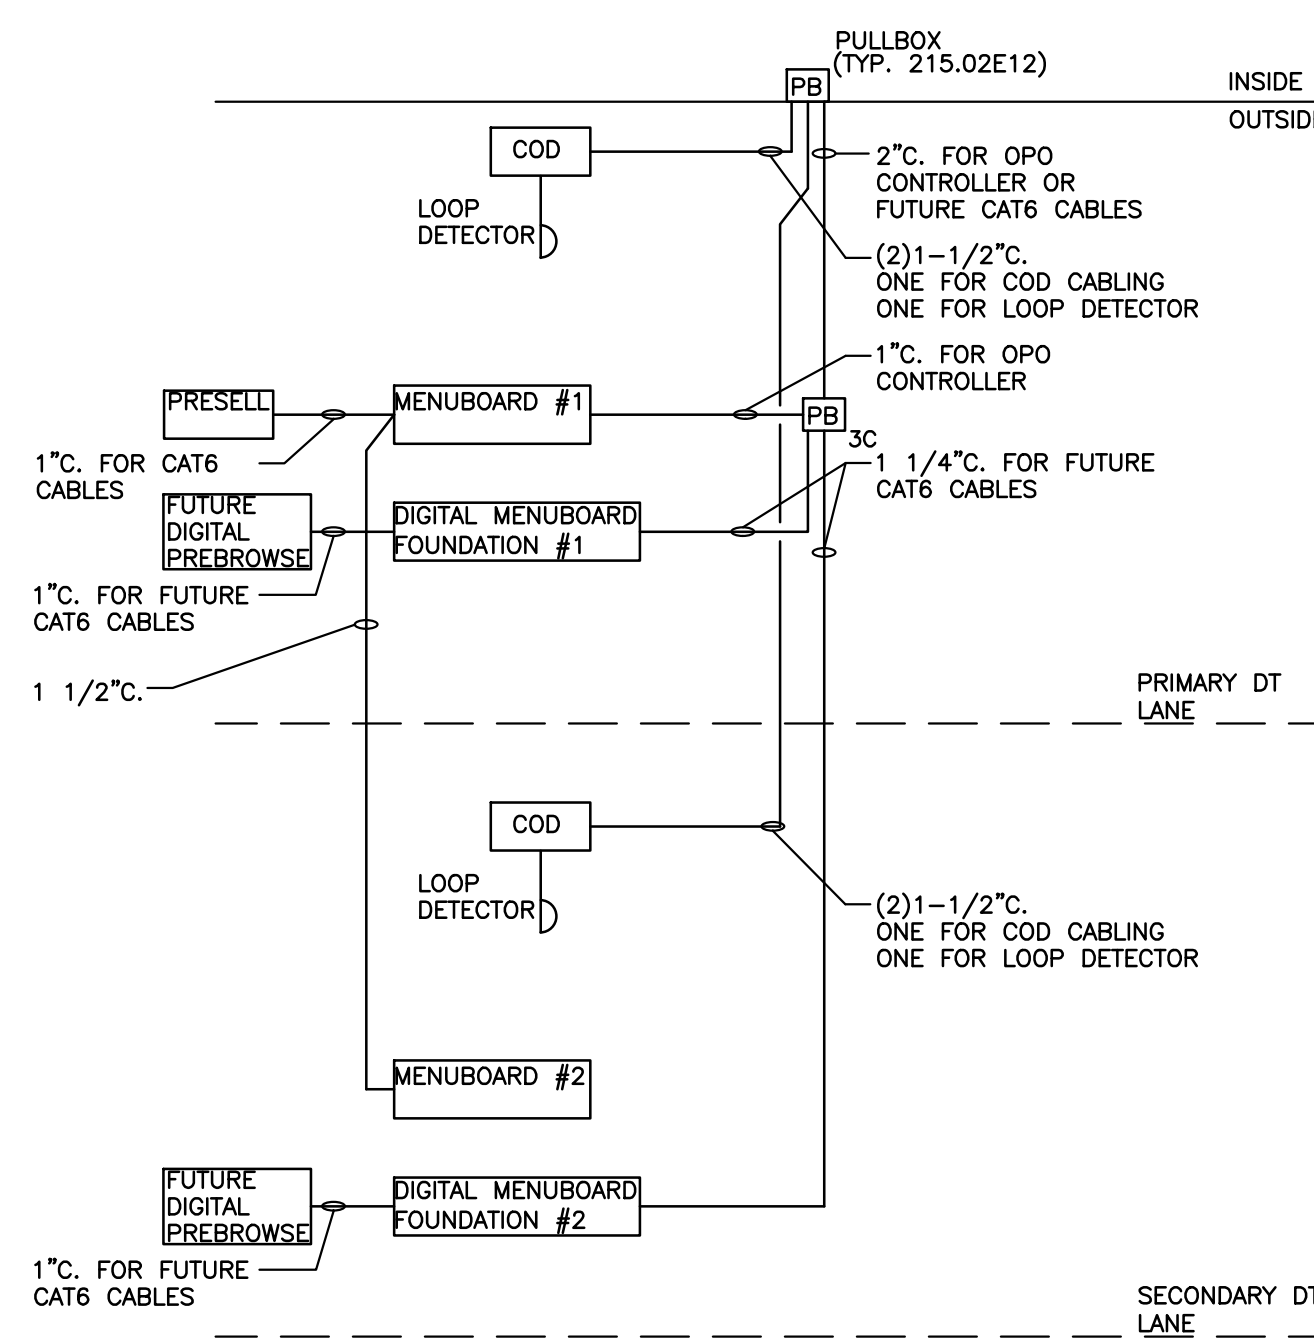 PULLBOX
(TYP. 215.02E12)
PB
INSIDE
OUTSIDE
COD
LOOP
DETECTOR
2"C. FOR OPO
CONTROLLER OR
FUTURE CAT6 CABLES
(2)1-1/2"C.
ONE FOR COD CABLING
ONE FOR LOOP DETECTOR
1"C. FOR OPO
CONTROLLER
PRESELL
MENUBOARD #1
PB
3C
1"C. FOR CAT6
CABLES
1 1/4"C. FOR FUTURE
CAT6 CABLES
FUTURE
DIGITAL
PREBROWSE
DIGITAL MENUBOARD
FOUNDATION #1
1"C. FOR FUTURE
CAT6 CABLES
1 1/2"C.
PRIMARY DT
LANE
COD
LOOP
DETECTOR
(2)1-1/2"C.
ONE FOR COD CABLING
ONE FOR LOOP DETECTOR
MENUBOARD #2
FUTURE
DIGITAL
PREBROWSE
DIGITAL MENUBOARD
FOUNDATION #2
1"C. FOR FUTURE
CAT6 CABLES
SECONDARY DT
LANE